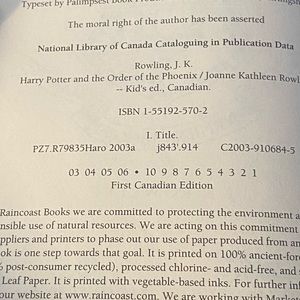 Typeset by Palimpsest Book
The moral right of the author has been asserted
National Library of Canada Cataloguing in Publication Data
Rowling, J. K.
Harry Potter and the Order of the Phoenix / Joanne Kathleen Rowl
-- Kid's ed., Canadian.
ISBN 1-55192-570-2
I. Title.
PZ7.R79835Haro 2003a j843'.914 C2003-910684-5
03 04 05 06 • 10 9 8 7 6 5 4 3 2 1
First Canadian Edition
Raincoast Books we are committed to protecting the environment a
nsible use of natural resources. We are acting on this commitment
ppliers and printers to phase out our use of paper produced from an
ok is one step towards that goal. It is printed on 100% ancient-fore
% post-consumer recycled), processed chlorine- and acid-free, and s
Leaf Paper. It is printed with vegetable-based inks. For further in
our website at www.raincoast.com. We are working with